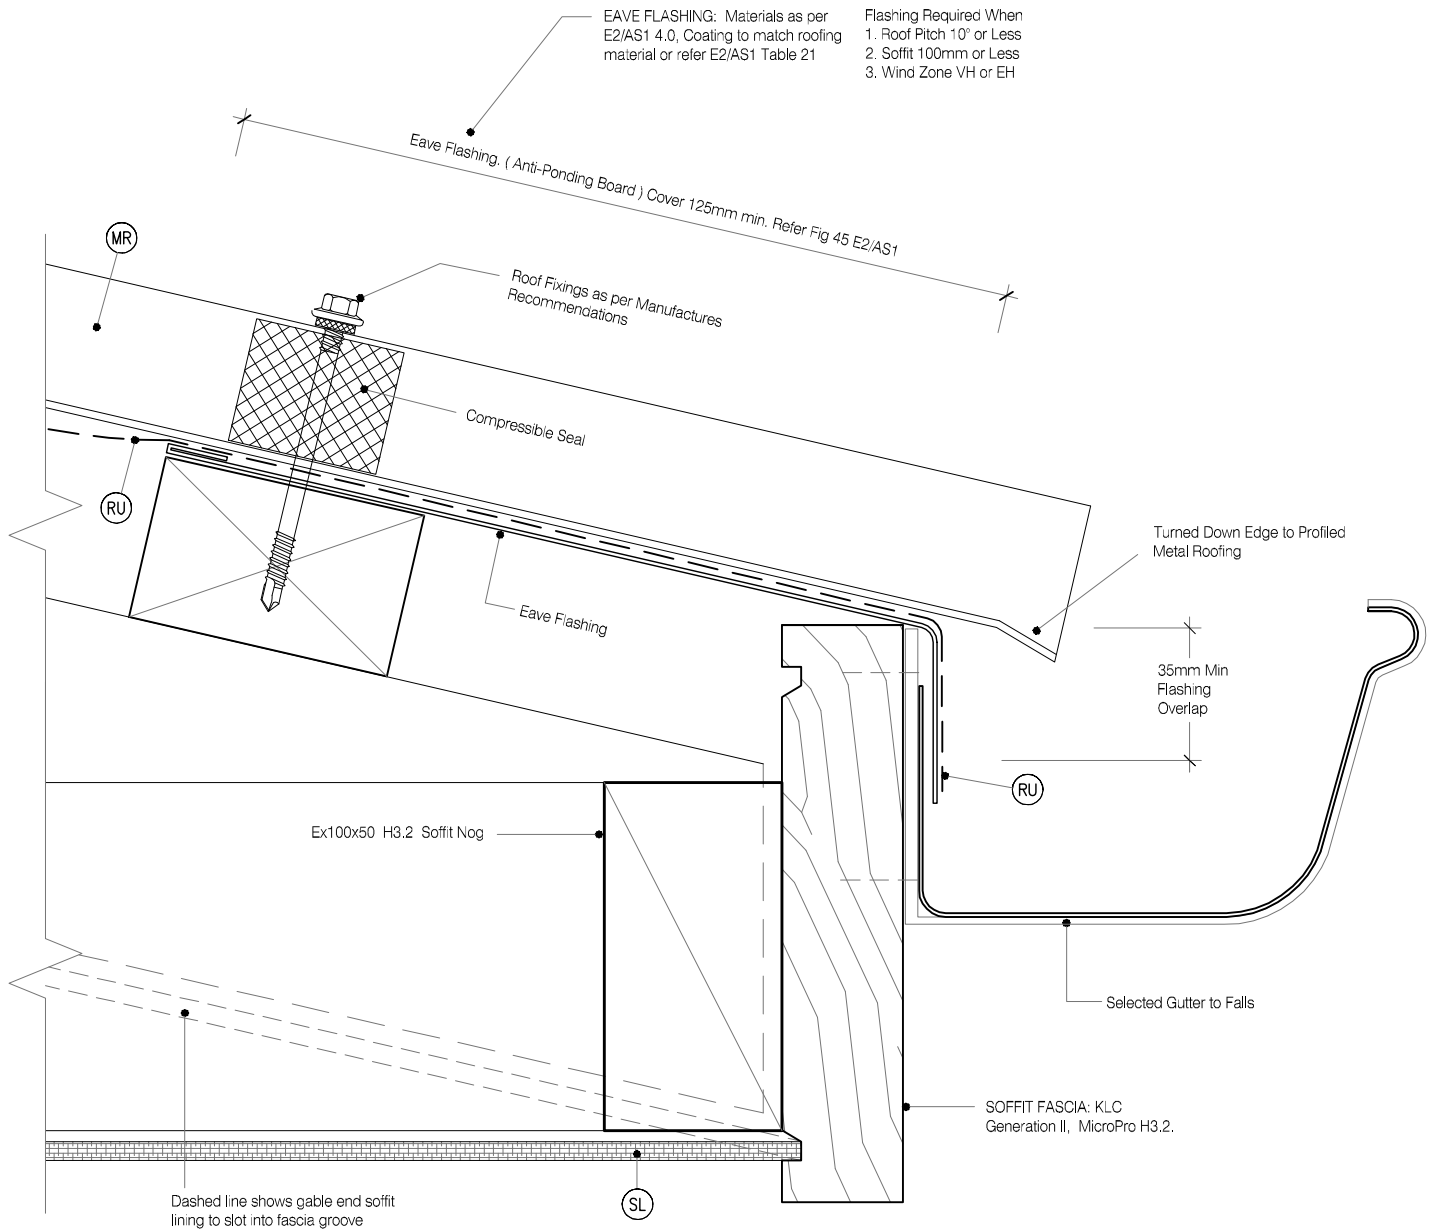 EAVE FLASHING: Materials as per
E2/AS1 4.0, Coating to match roofing
material or refer E2/AS1 Table 21
Flashing Required When
1. Roof Pitch 10° or Less
2. Soffit 100mm or Less
3. Wind Zone VH or EH
Eave Flashing. ( Anti-Ponding Board ) Cover 125mm min. Refer Fig 45 E2/AS1
MR
Roof Fixings as per Manufactures
Recommendations
Compressible Seal
RU
Turned Down Edge to Profiled
Metal Roofing
Eave Flashing
35mm Min
Flashing
Overlap
RU
Ex100x50 H3.2 Soffit Nog
Selected Gutter to Falls
SOFFIT FASCIA: KLC
Generation II, MicroPro H3.2.
Dashed line shows gable end soffit
lining to slot into fascia groove
SL